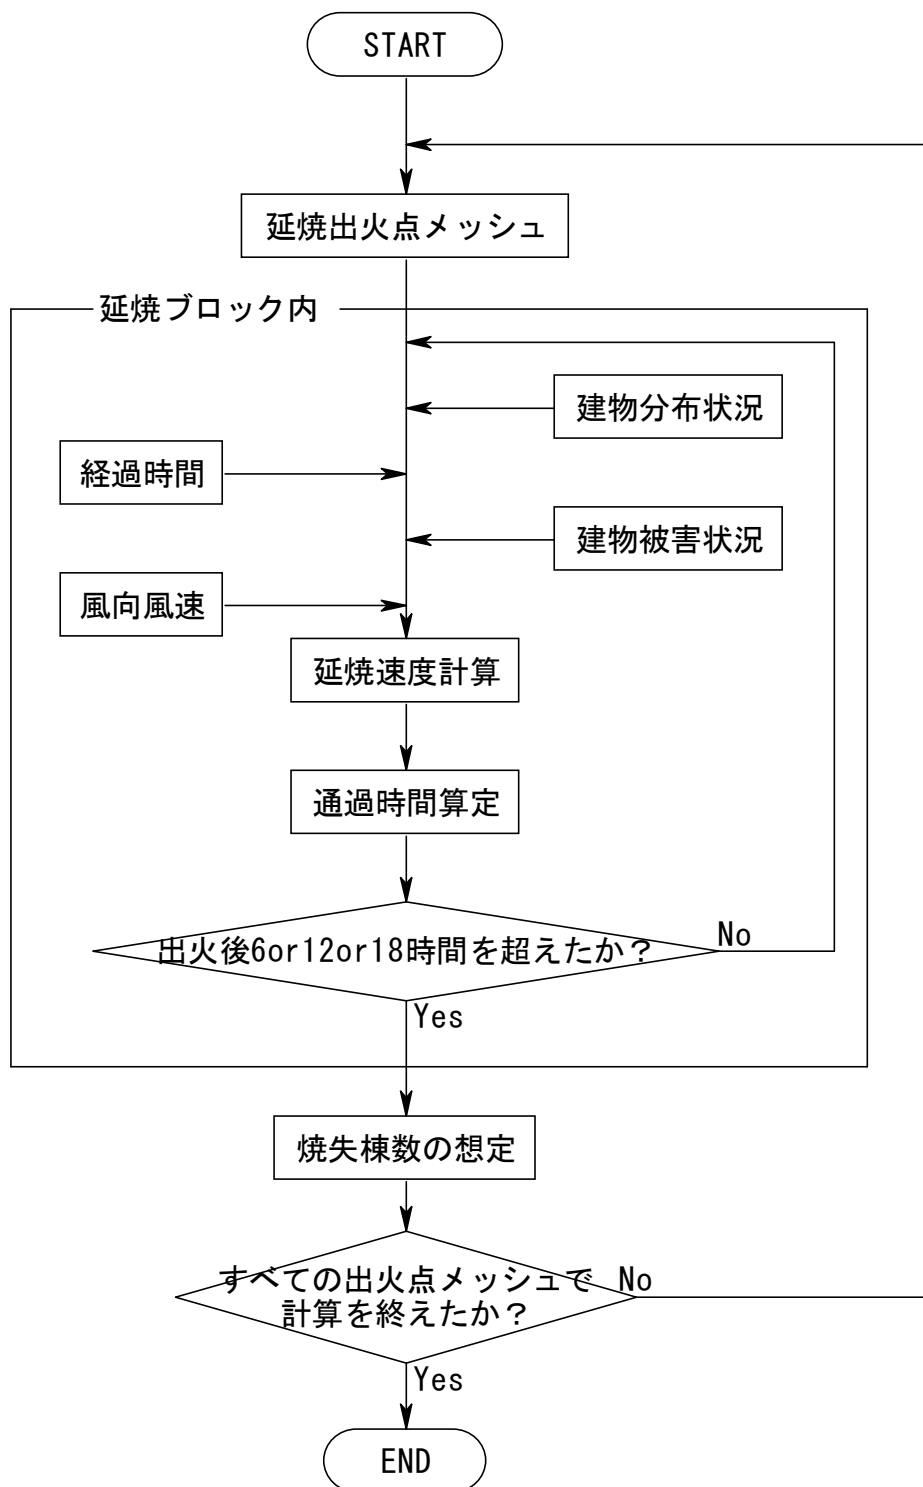 START
延焼出火点メッシュ
延焼ブロック内
建物分布状況
経過時間
建物被害状況
風向風速
延焼速度計算
通過時間算定
出火後6or12or18時間を超えたか？
No
Yes
焼失棟数の想定
すべての出火点メッシュで
計算を終えたか？
No
Yes
END